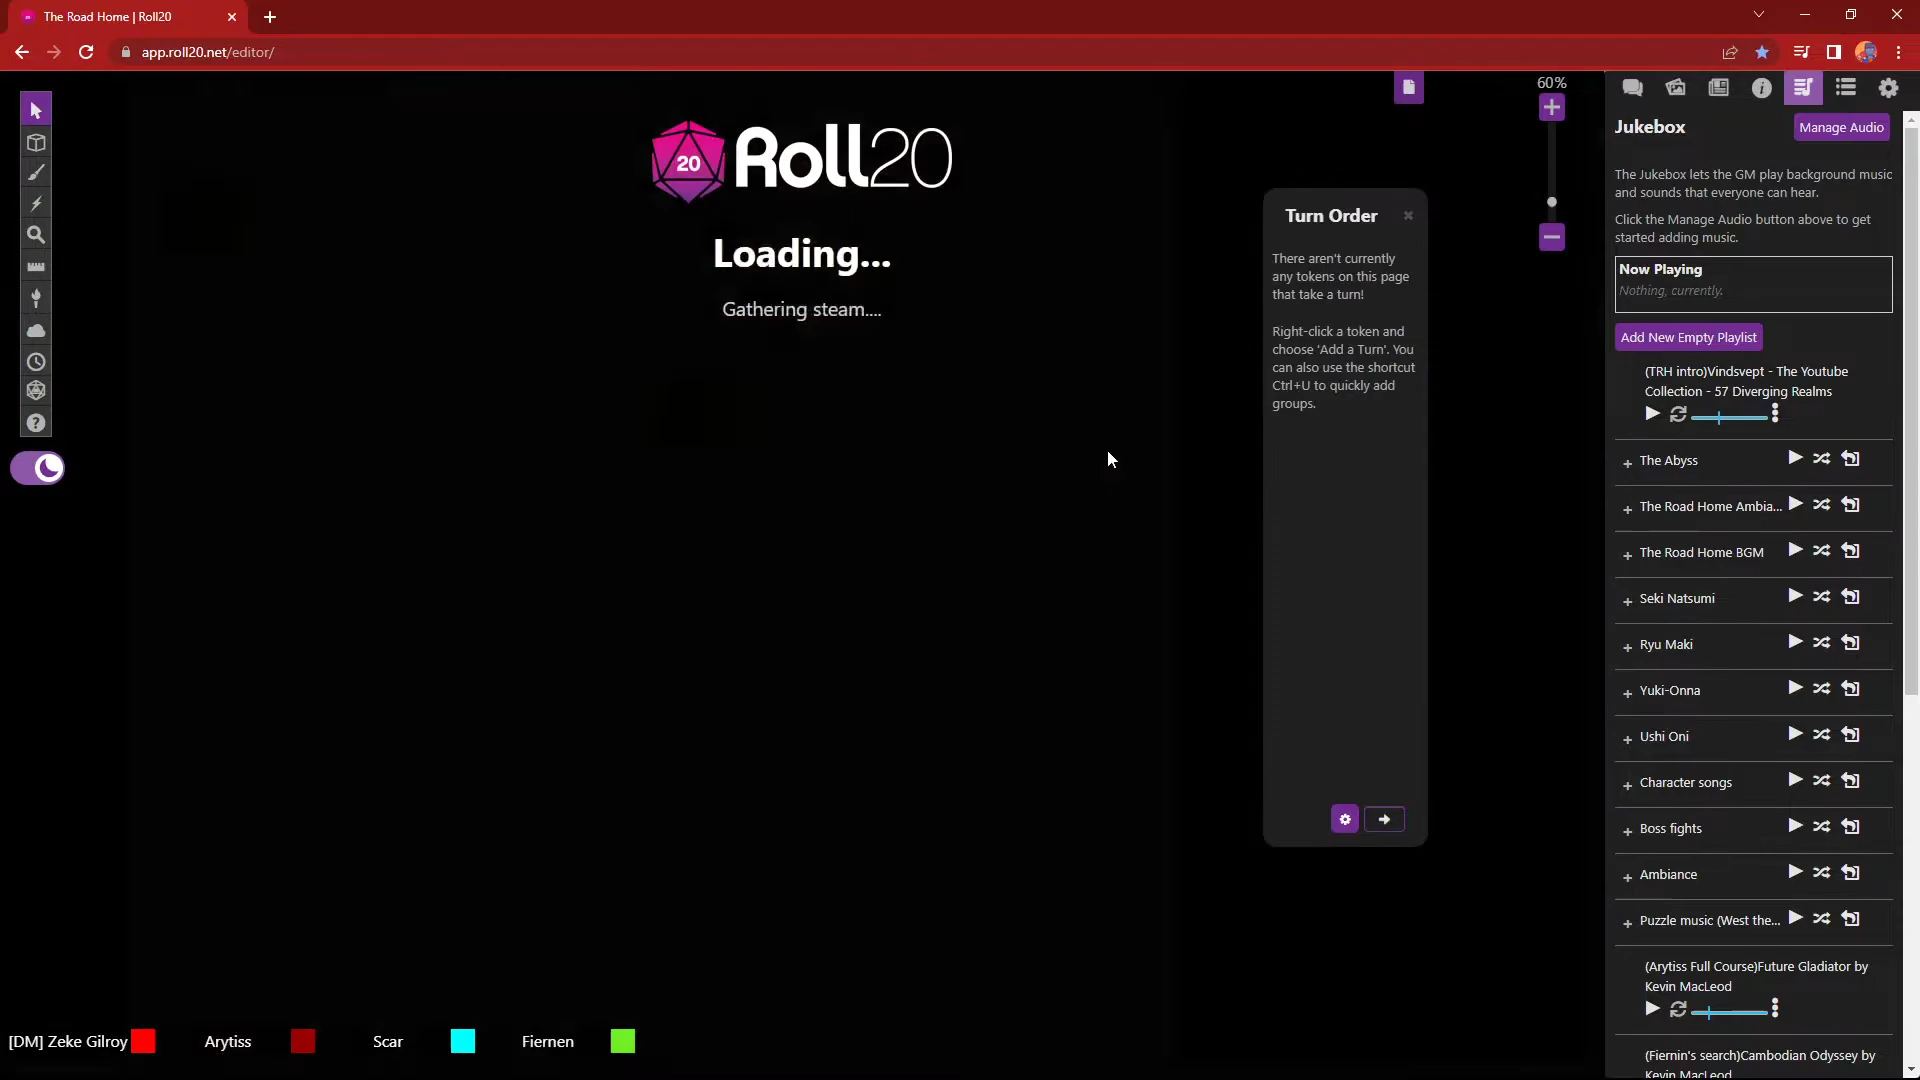 The Road Home | Roll20
app.roll20.net/editor/
60%
20
Roll20
Loading...
Gathering steam....
Turn Order
There aren't currently
any tokens on this page
that take a turn!
Right-click a token and
choose 'Add a Turn'. You
can also use the shortcut
Ctrl+U to quickly add
groups.
Jukebox
Manage Audio
The Jukebox lets the GM play background music
and sounds that everyone can hear.
Click the Manage Audio button above to get
started adding music.
Now Playing
Nothing, currently.
Add New Empty Playlist
(TRH intro)Vindsvept - The Youtube
Collection - 57 Diverging Realms
The Abyss
The Road Home Ambia...
The Road Home BGM
Seki Natsumi
Ryu Maki
Yuki-Onna
Ushi Oni
Character songs
Boss fights
Ambiance
Puzzle music (West the...
(Arytiss Full Course)Future Gladiator by
Kevin MacLeod
(Fiernin's search)Cambodian Odyssey by
Kevin MacLeod
[DM] Zeke Gilroy
Arytiss
Scar
Fiernen